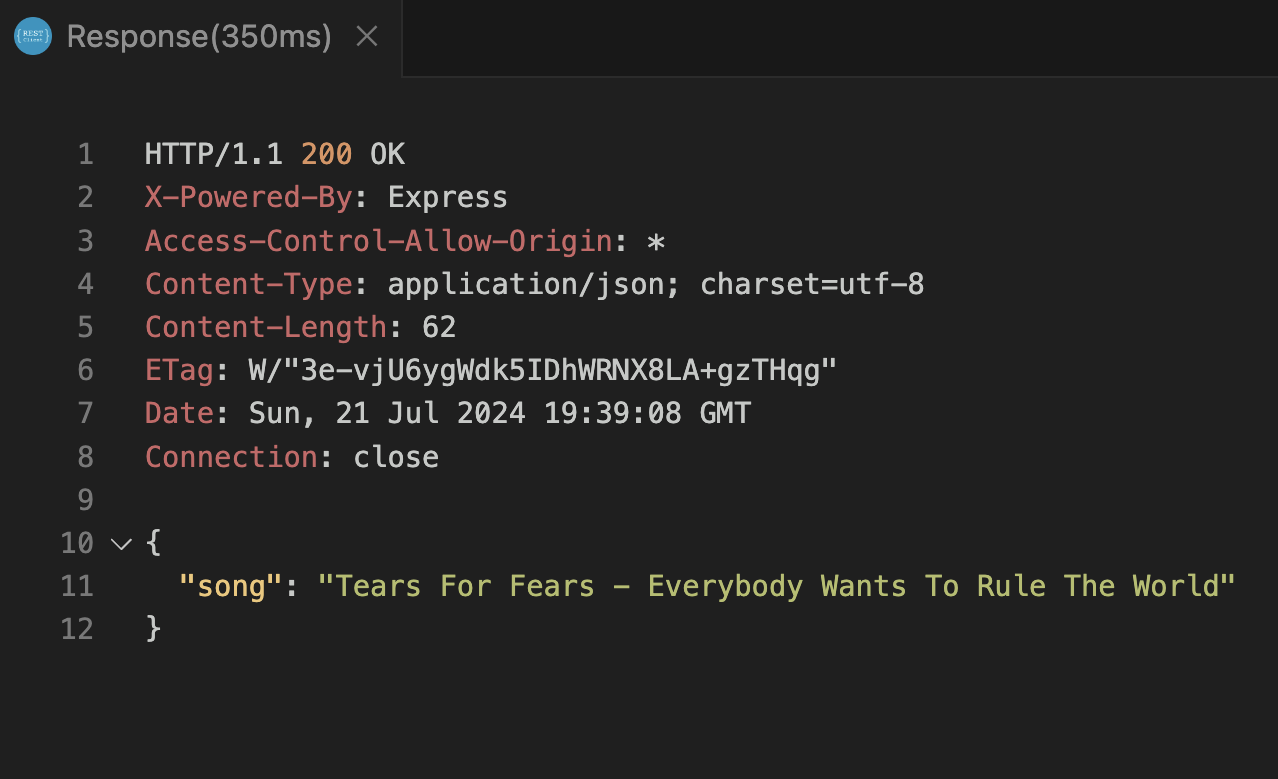 {REST}
Client
Response(350ms)
1 HTTP/1.1 200 OK
2 X-Powered-By: Express
3 Access-Control-Allow-Origin: *
4 Content-Type: application/json; charset=utf-8
5 Content-Length: 62
6 ETag: W/"3e-vjU6ygWdk5IDhWRNX8LA+gzTHqg"
7 Date: Sun, 21 Jul 2024 19:39:08 GMT
8 Connection: close
9
10 {
11 "song": "Tears For Fears - Everybody Wants To Rule The World"
12 }